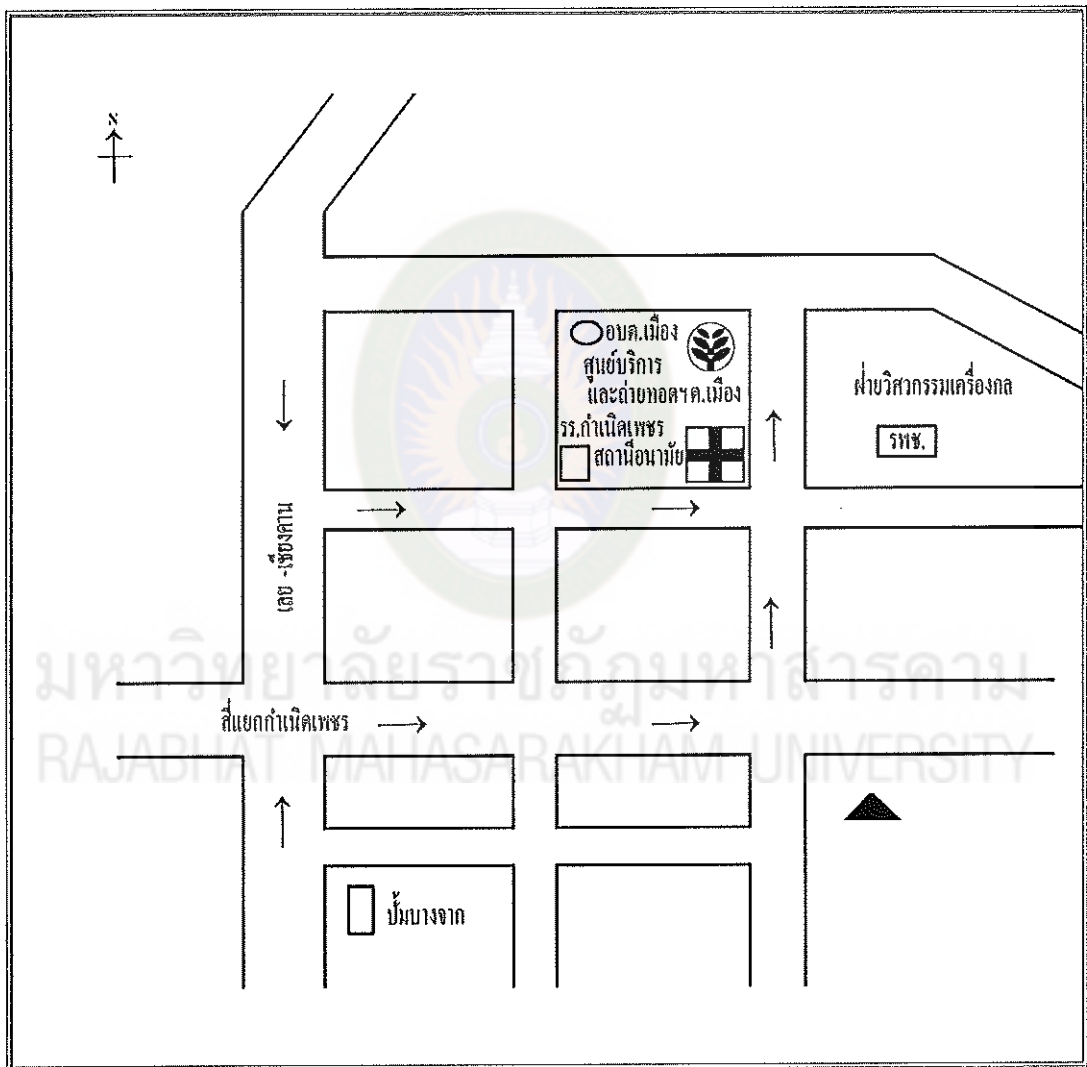 N
อบต.เมือง
ศูนย์บริการ
และถ่ายทอดฯต.เมือง
รร.กำเนิดเพชร
สถานีอนามัย
ฝ่ายวิศวกรรมเครื่องกล
รพช.
เลย -เชียงคาน
มหาวิทยาลัยราชภัฏมหาสารคาม
สี่แยกกำเนิดเพชร
RAJABHAT MAHASARAKHAM UNIVERSITY
ปั้มบางจาก